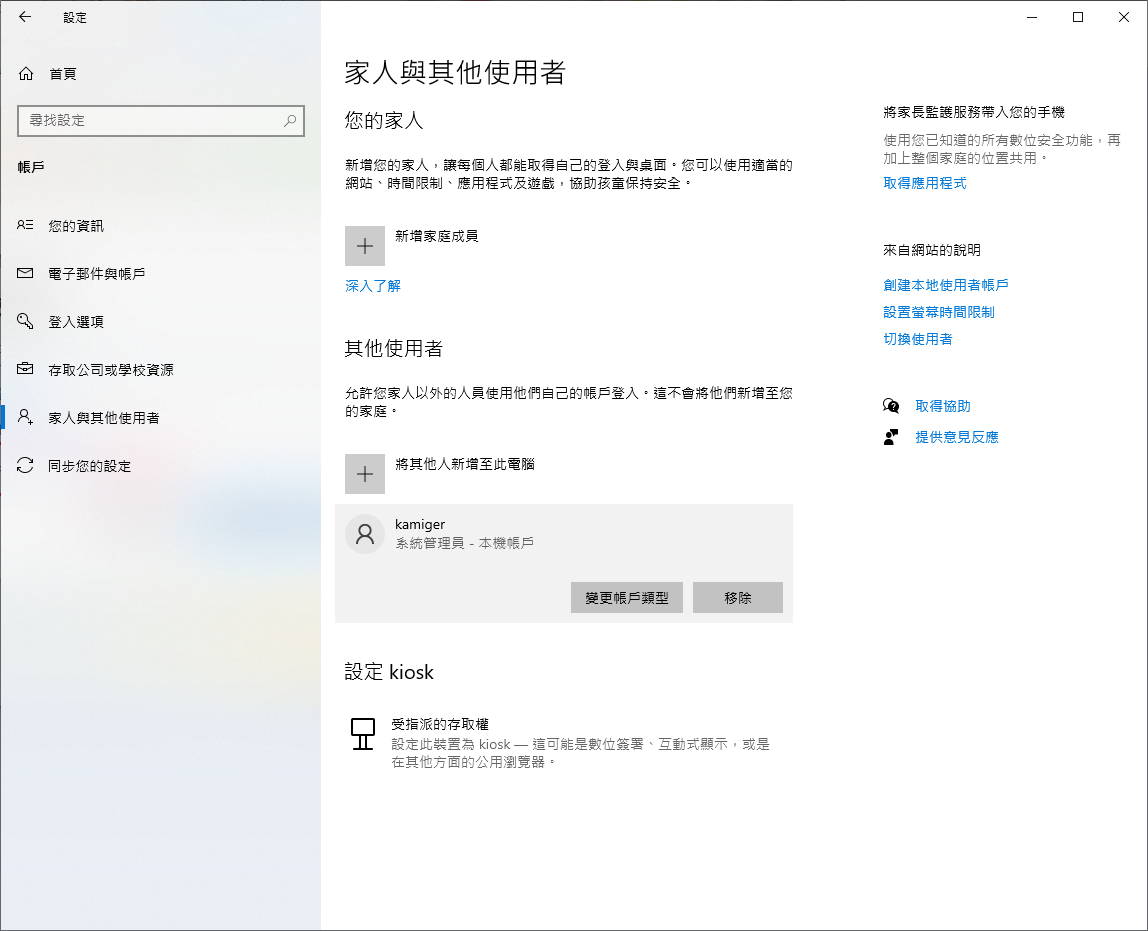 設定
首頁
尋找設定
帳戶
您的資訊
電子郵件與帳戶
登入選項
存取公司或學校資源
家人與其他使用者
同步您的設定
家人與其他使用者
您的家人
新增您的家人，讓每個人都能取得自己的登入與桌面。您可以使用適當的
網站、時間限制、應用程式及遊戲，協助孩童保持安全。
新增家庭成員
深入了解
其他使用者
允許您家人以外的人員使用他們自己的帳戶登入。這不會將他們新增至您
的家庭。
將其他人新增至此電腦
kamiger
系統管理員 - 本機帳戶
變更帳戶類型
移除
設定 kiosk
受指派的存取權
設定此裝置為 kiosk — 這可能是數位簽署、互動式顯示，或是
在其他方面的公用瀏覽器。
將家長監護服務帶入您的手機
使用您已知道的所有數位安全功能，再
加上整個家庭的位置共用。
取得應用程式
來自網站的說明
創建本地使用者帳戶
設置螢幕時間限制
切換使用者
取得協助
提供意見反應